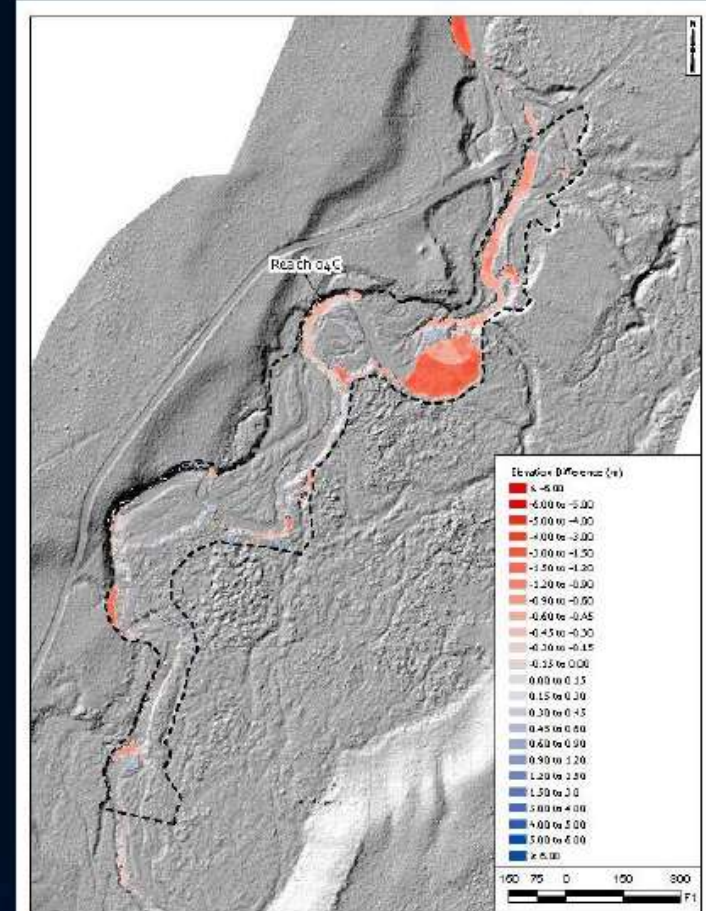 N
Reach 04C
Elevation Difference (m)
≤ -6.00
-6.00 to -5.00
-5.00 to -4.00
-4.00 to -3.00
-3.00 to -1.50
-1.50 to -1.20
-1.20 to -0.90
-0.90 to -0.60
-0.60 to -0.45
-0.45 to -0.30
-0.30 to -0.15
-0.15 to 0.00
0.00 to 0.15
0.15 to 0.30
0.30 to 0.45
0.45 to 0.60
0.60 to 0.90
0.90 to 1.20
1.20 to 1.50
1.50 to 3.0
3.00 to 4.00
4.00 to 5.00
5.00 to 6.00
≥ 6.00
150 75 0 150 300
Ft